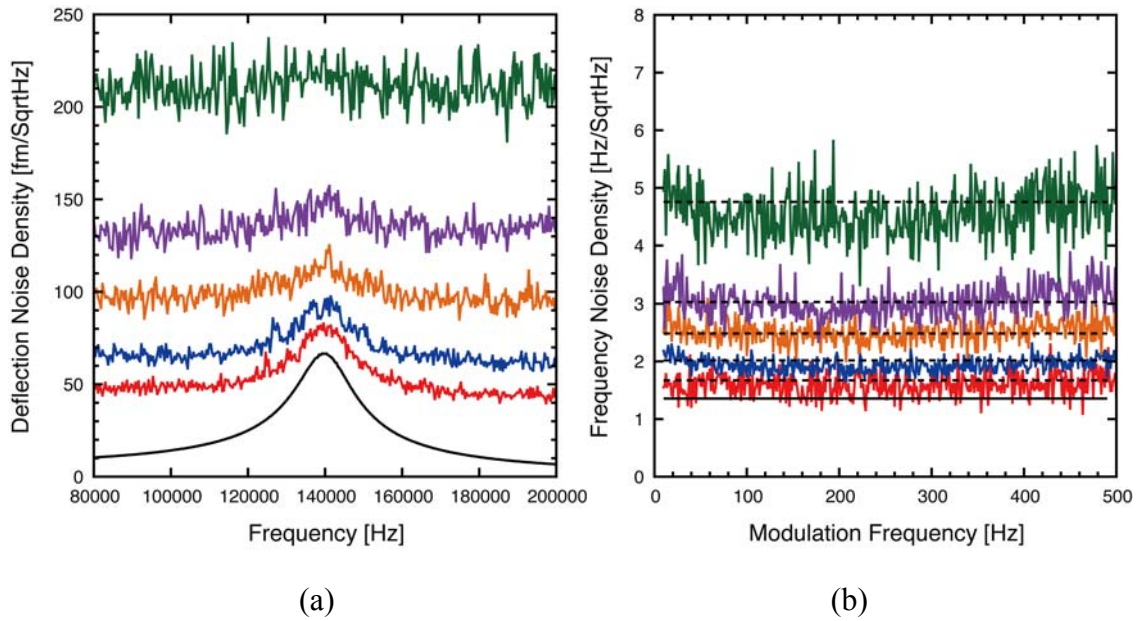 250
200
150
100
50
0
Deflection Noise Density [fm/SqrtHz]
80000 100000 120000 140000 160000 180000 200000
Frequency [Hz]
(a)
8
7
6
5
4
3
2
1
0
Frequency Noise Density [Hz/SqrtHz]
0 100 200 300 400 500
Modulation Frequency [Hz]
(b)